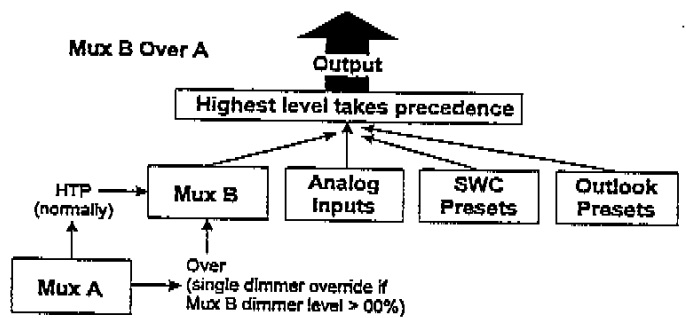 Mux B Over A
Output
Highest level takes precedence
HTP
(normally)
Mux B
Analog
Inputs
SWC
Presets
Outlook
Presets
Mux A
Over
(single dimmer override if
Mux B dimmer level > 00%)